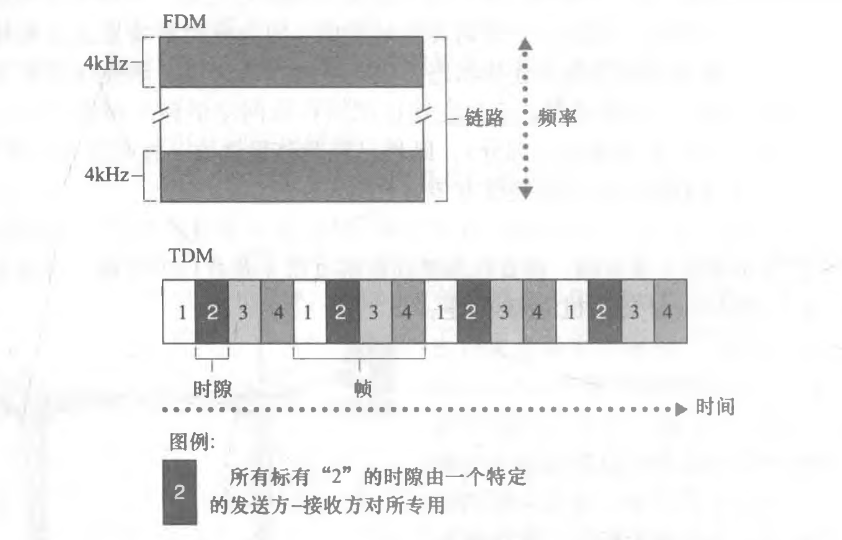 FDM
4kHz
链路
频率
4kHz
TDM
1 2 3 4 1 2 3 4 1 2 3 4 1 2 3 4
时隙
帧
时间
图例:
2
所有标有“2”的时隙由一个特定
的发送方–接收方对所专用